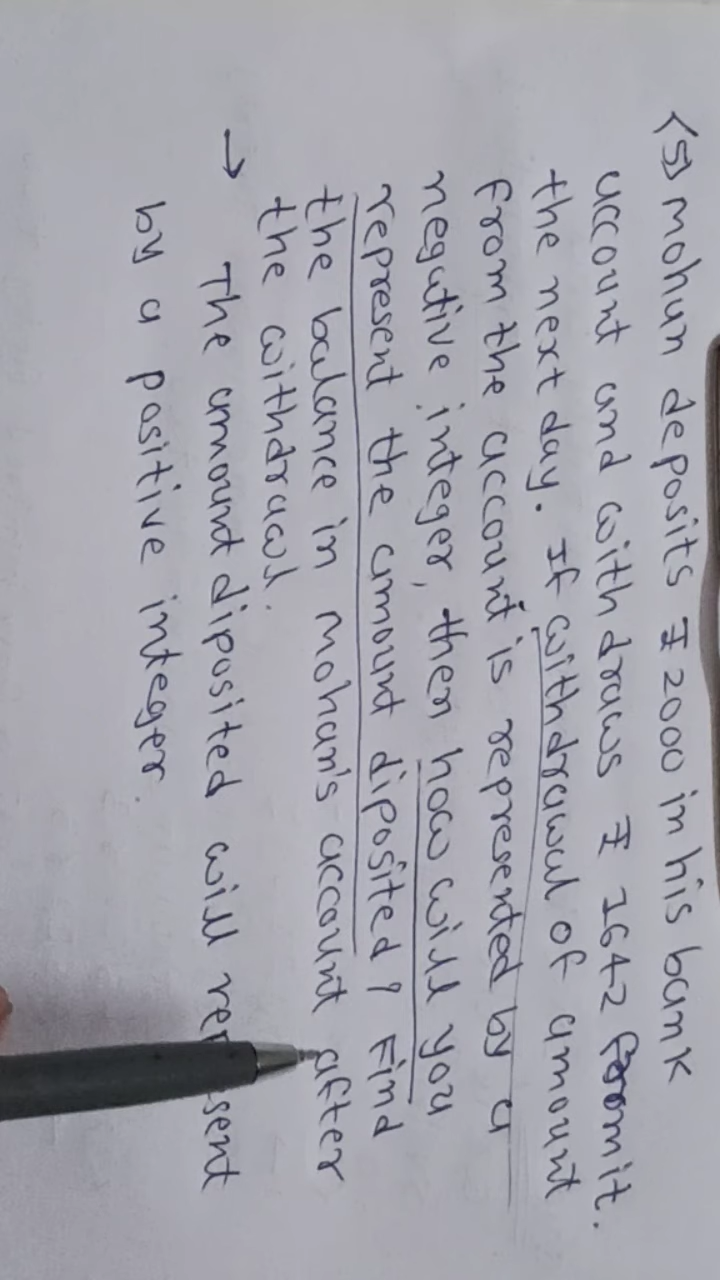 (5) Mohan deposits ₹ 2000 in his bank
account and withdraws ₹ 1642 from it.
the next day. If withdrawal of amount
from the account is represented by a
negative integer, then how will you
represent the amount diposited? Find
the balance in Mohan's account after
the withdrawl.
→ The amount diposited will represent
by a positive integer.